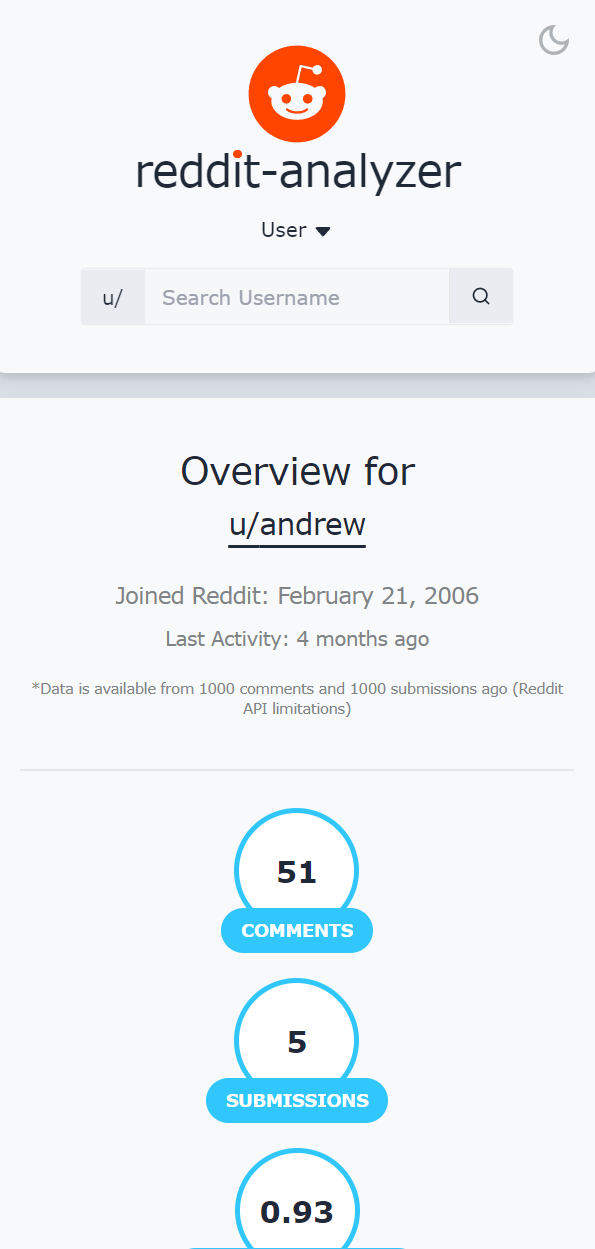 reddit-analyzer
User
u/
Search Username
Overview for
u/andrew
Joined Reddit: February 21, 2006
Last Activity: 4 months ago
*Data is available from 1000 comments and 1000 submissions ago (Reddit
API limitations)
51
COMMENTS
5
SUBMISSIONS
0.93